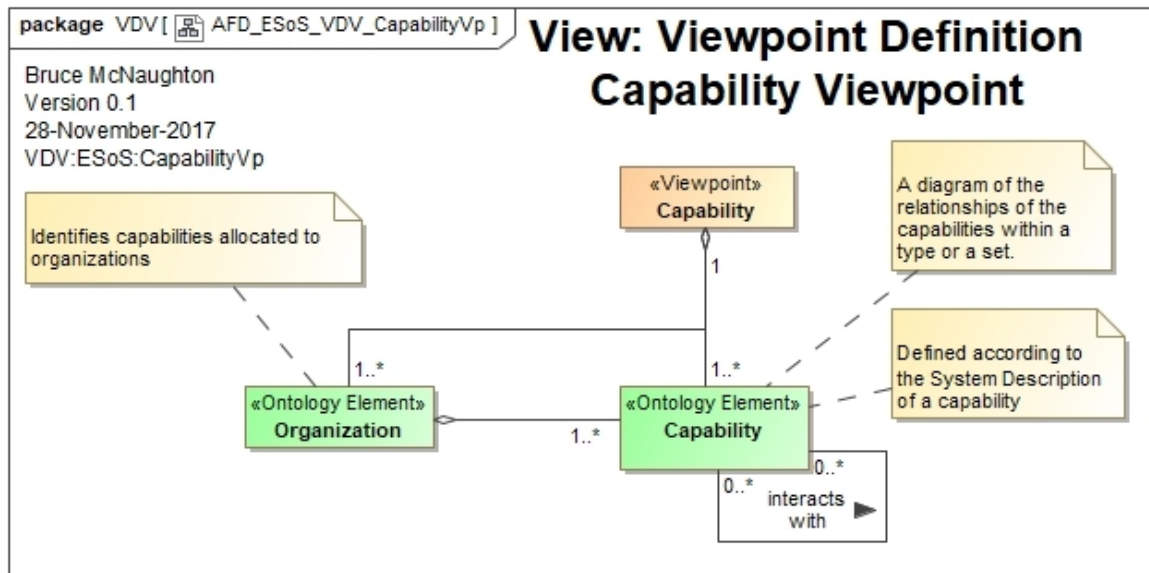 package VDV [ AFD_ESoS_VDV_CapabilityVp ]
View: Viewpoint Definition
Capability Viewpoint
Bruce McNaughton
Version 0.1
28-November-2017
VDV:ESoS:CapabilityVp
«Viewpoint»
Capability
A diagram of the
relationships of the
capabilities within a
type or a set.
Identifies capabilities allocated to
organizations
1
1..*
1..*
Defined according to
the System Description
of a capability
«Ontology Element»
Organization
1..*
«Ontology Element»
Capability
0..*
0..*
interacts
with